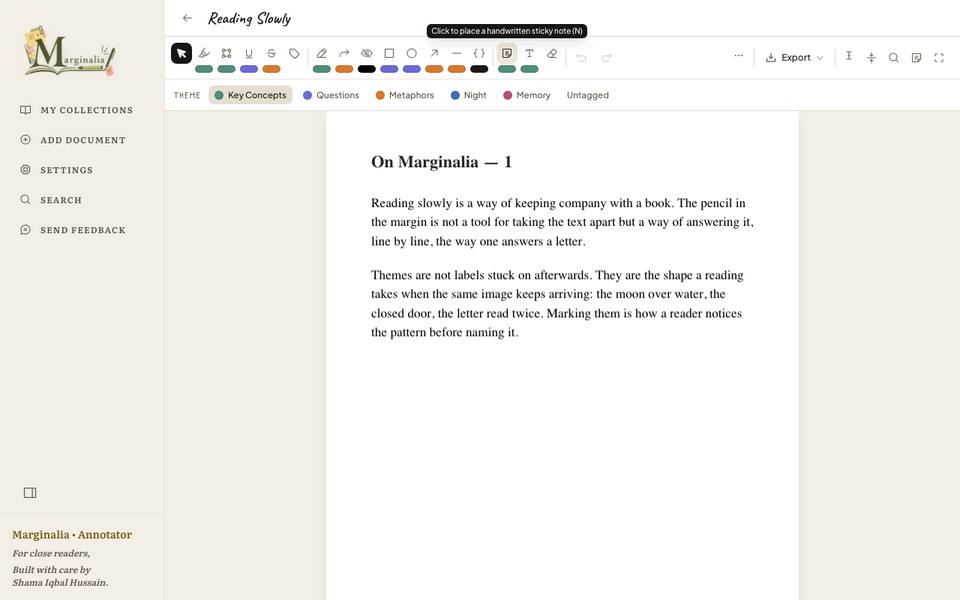 Marginalia
MY COLLECTIONS
ADD DOCUMENT
SETTINGS
SEARCH
SEND FEEDBACK
Marginalia • Annotator
For close readers,
Built with care by
Shama Iqbal Hussain.
Reading Slowly
Click to place a handwritten sticky note (N)
Export
THEME
Key Concepts
Questions
Metaphors
Night
Memory
Untagged
On Marginalia — 1
Reading slowly is a way of keeping company with a book. The pencil in
the margin is not a tool for taking the text apart but a way of answering it,
line by line, the way one answers a letter.
Themes are not labels stuck on afterwards. They are the shape a reading
takes when the same image keeps arriving: the moon over water, the
closed door, the letter read twice. Marking them is how a reader notices
the pattern before naming it.